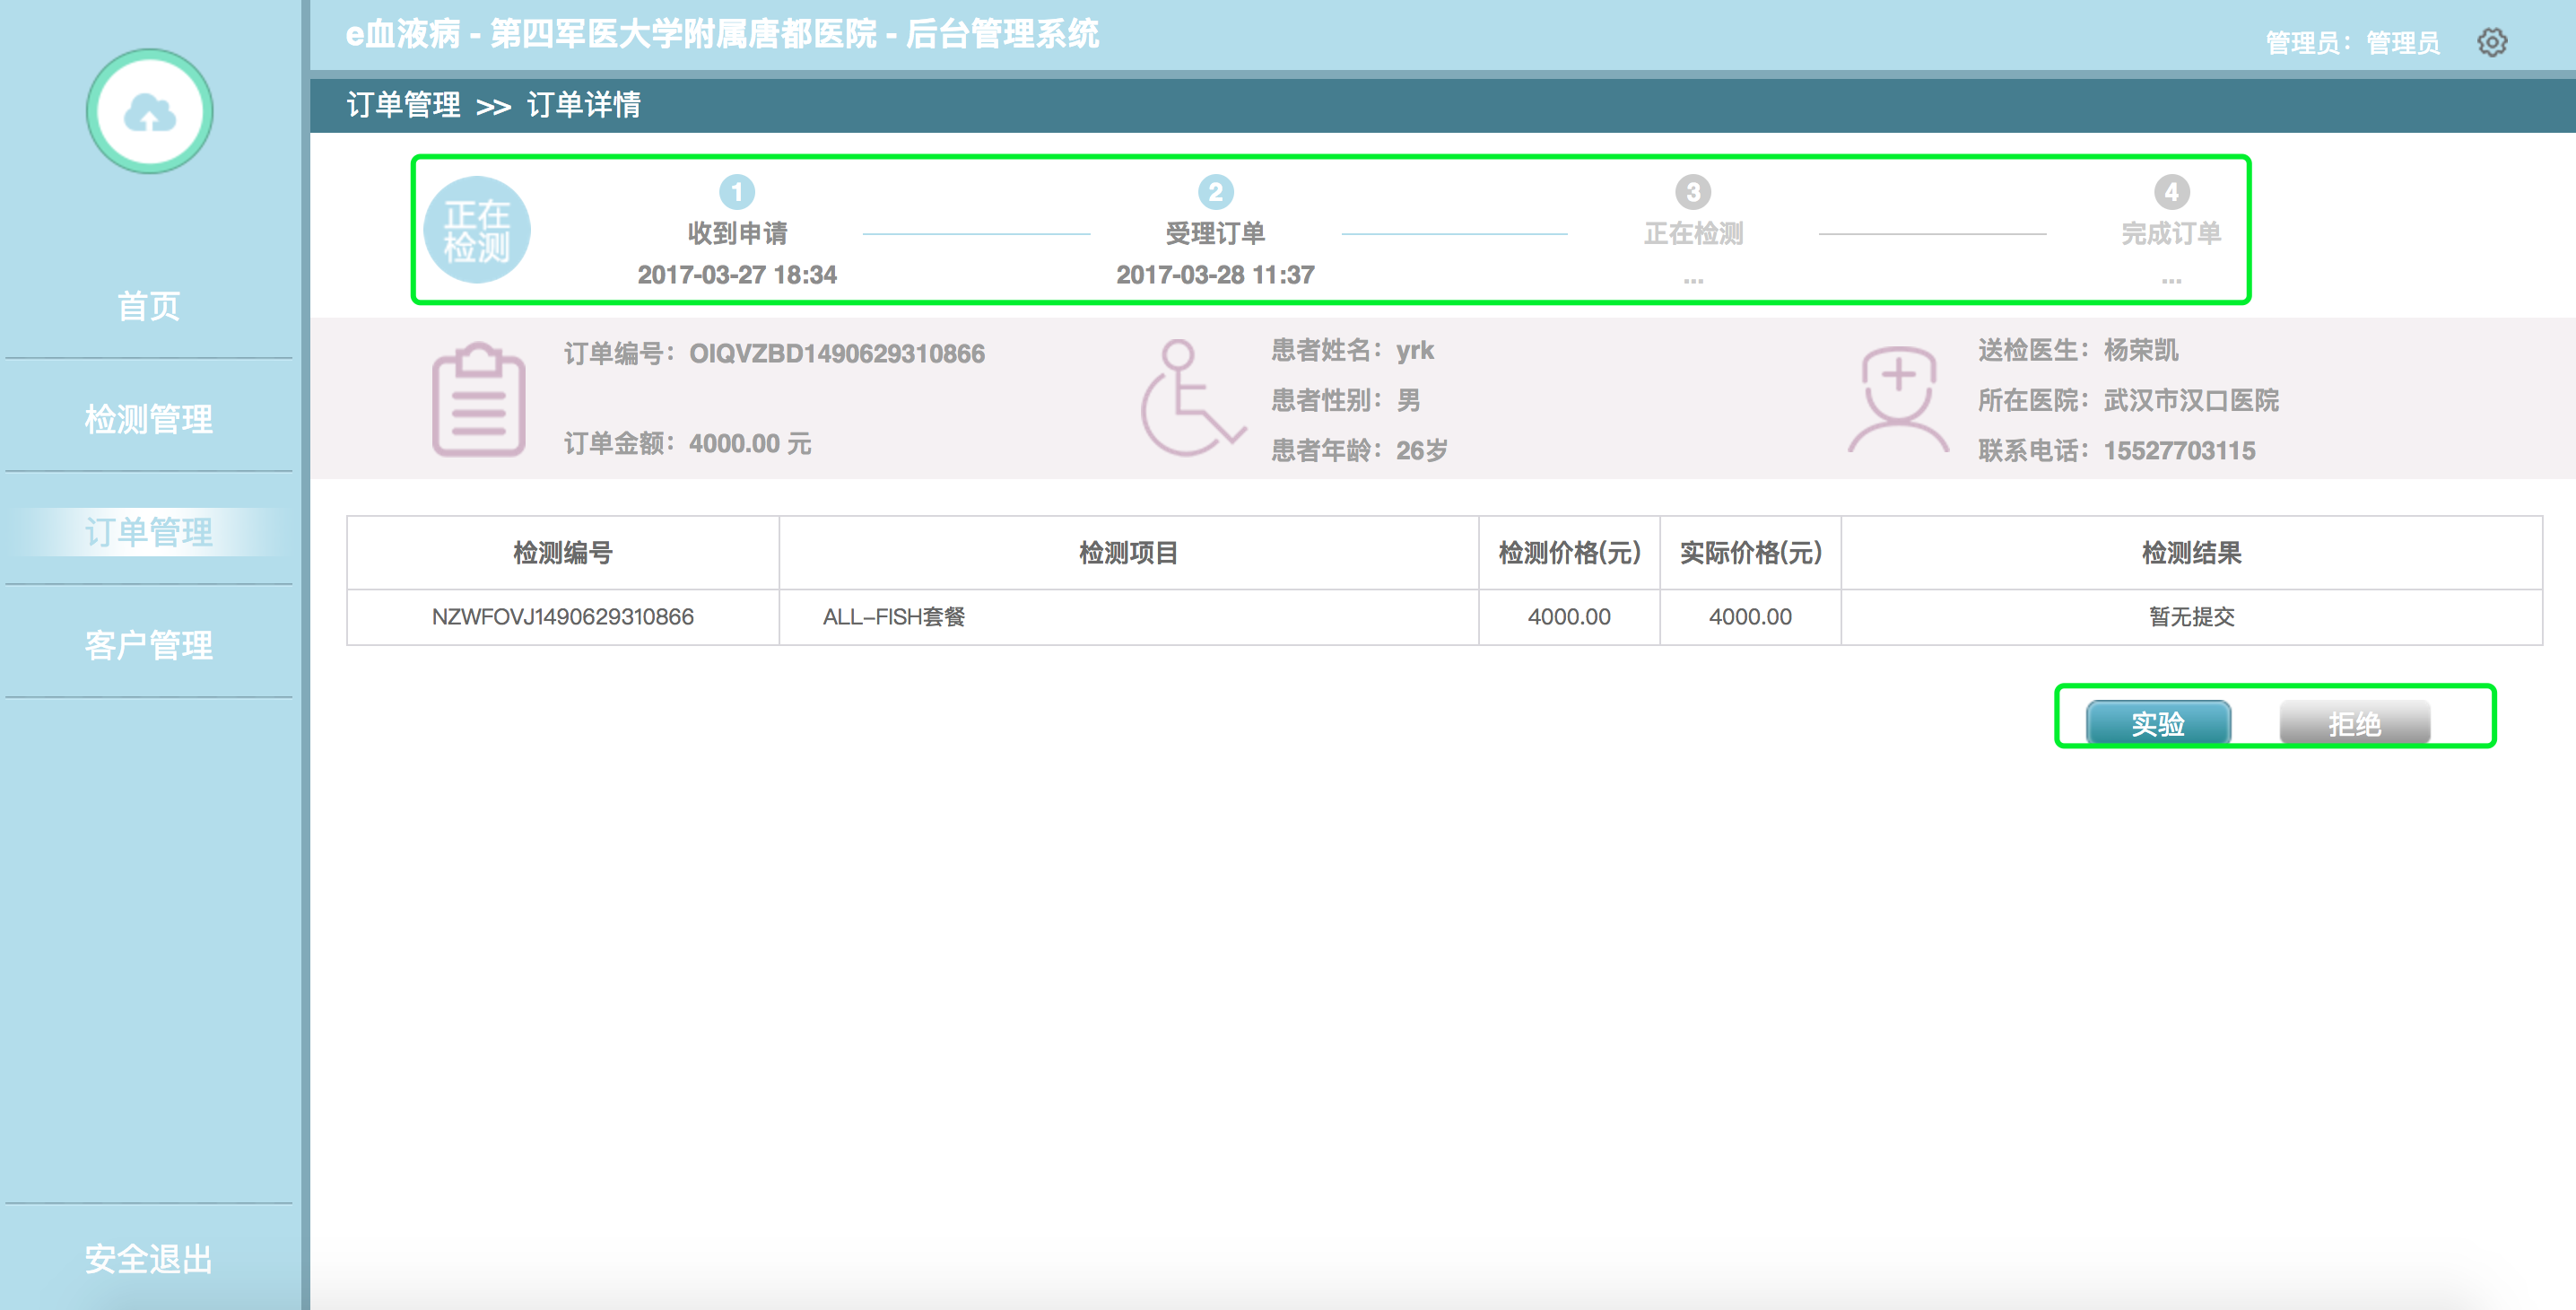 e血液病 - 第四军医大学附属唐都医院 - 后台管理系统
管理员：管理员
订单管理 >> 订单详情
首页
检测管理
订单管理
客户管理
安全退出
正在
检测
1
收到申请
2017-03-27 18:34
2
受理订单
2017-03-28 11:37
3
正在检测
...
4
完成订单
...
订单编号：OIQVZBD1490629310866
订单金额：4000.00 元
患者姓名：yrk
患者性别：男
患者年龄：26岁
送检医生：杨荣凯
所在医院：武汉市汉口医院
联系电话：15527703115
检测编号 检测项目 检测价格(元) 实际价格(元) 检测结果
NZWFOVJ1490629310866 ALL-FISH套餐 4000.00 4000.00 暂无提交
实验 拒绝